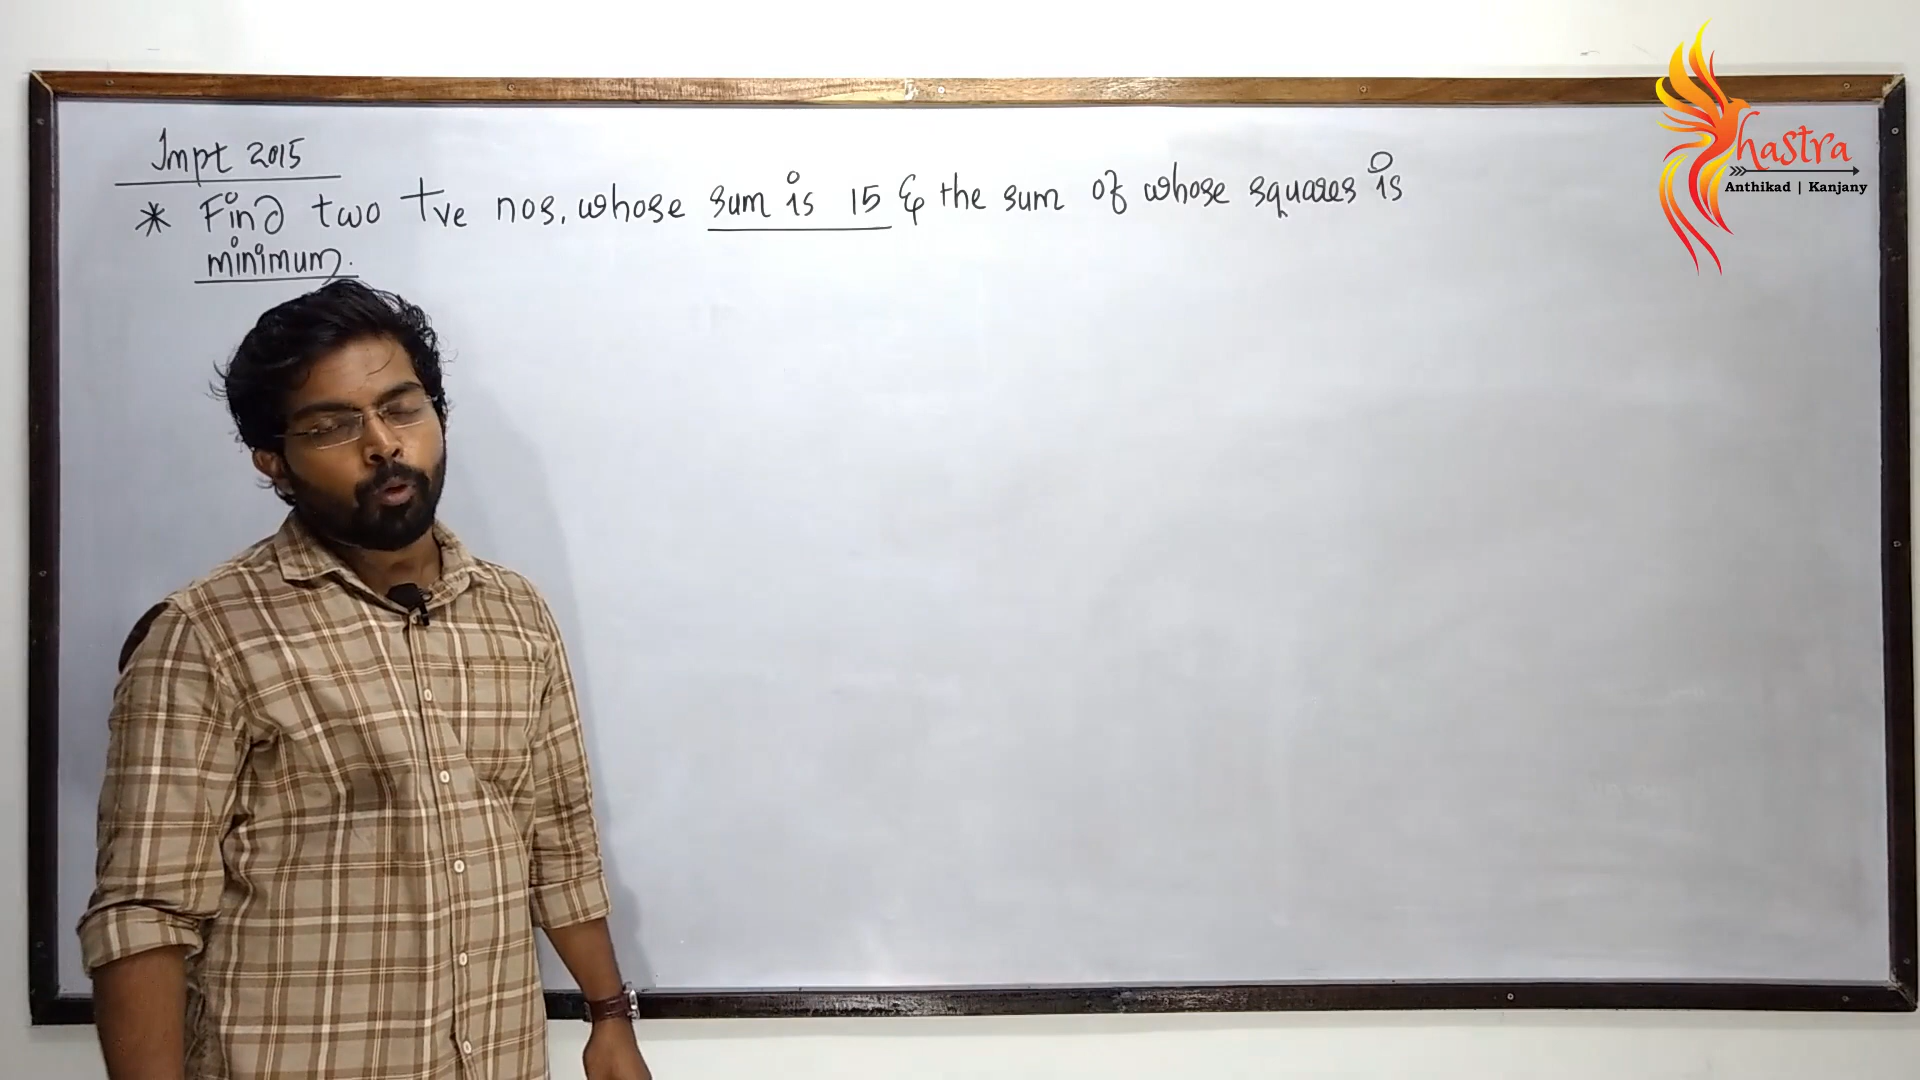 Impt 2015
* Find two +ve nos. whose sum is 15 & the sum of whose squares is
minimum.
hastra
Anthikad | Kanjany